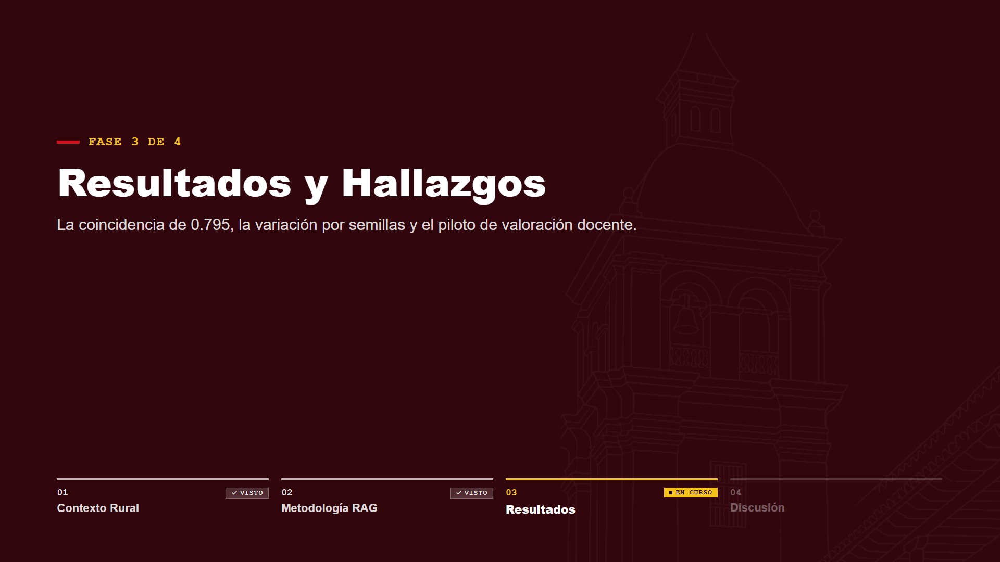 FASE 3 DE 4
Resultados y Hallazgos
La coincidencia de 0.795, la variación por semillas y el piloto de valoración docente.
01
✓ VISTO
Contexto Rural
02
✓ VISTO
Metodología RAG
03
■ EN CURSO
Resultados
04
Discusión